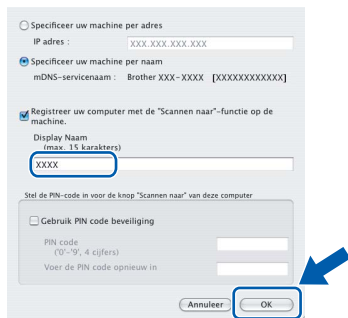 Specificeer uw machine per adres
IP adres :
XXX.XXX.XXX.XXX
Specificeer uw machine per naam
mDNS-servicenaam : Brother XXX-XXXX [XXXXXXXXXXXX]
Registreer uw computer met de "Scannen naar"-functie op de
machine.
Display Naam
(max. 15 karakters)
XXXX
Stel de PIN-code in voor de knop "Scannen naar" van deze computer
Gebruik PIN code beveiliging
PIN code
('0'-'9', 4 cijfers)
Voer de PIN code opnieuw in
Annuleer OK